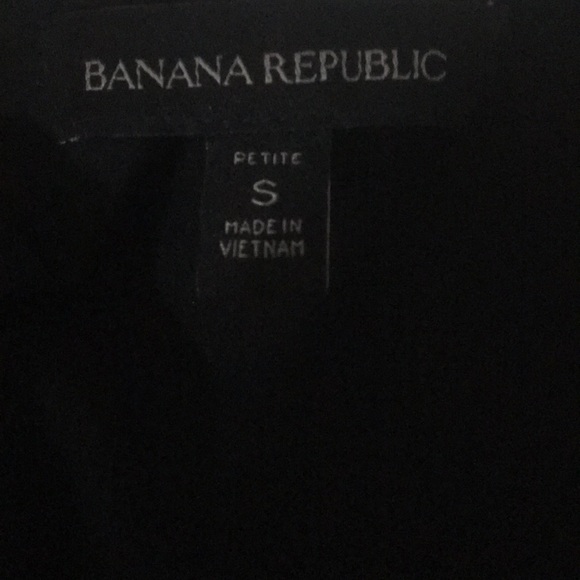 BANANA REPUBLIC
PETITE
S
MADE IN
VIETNAM